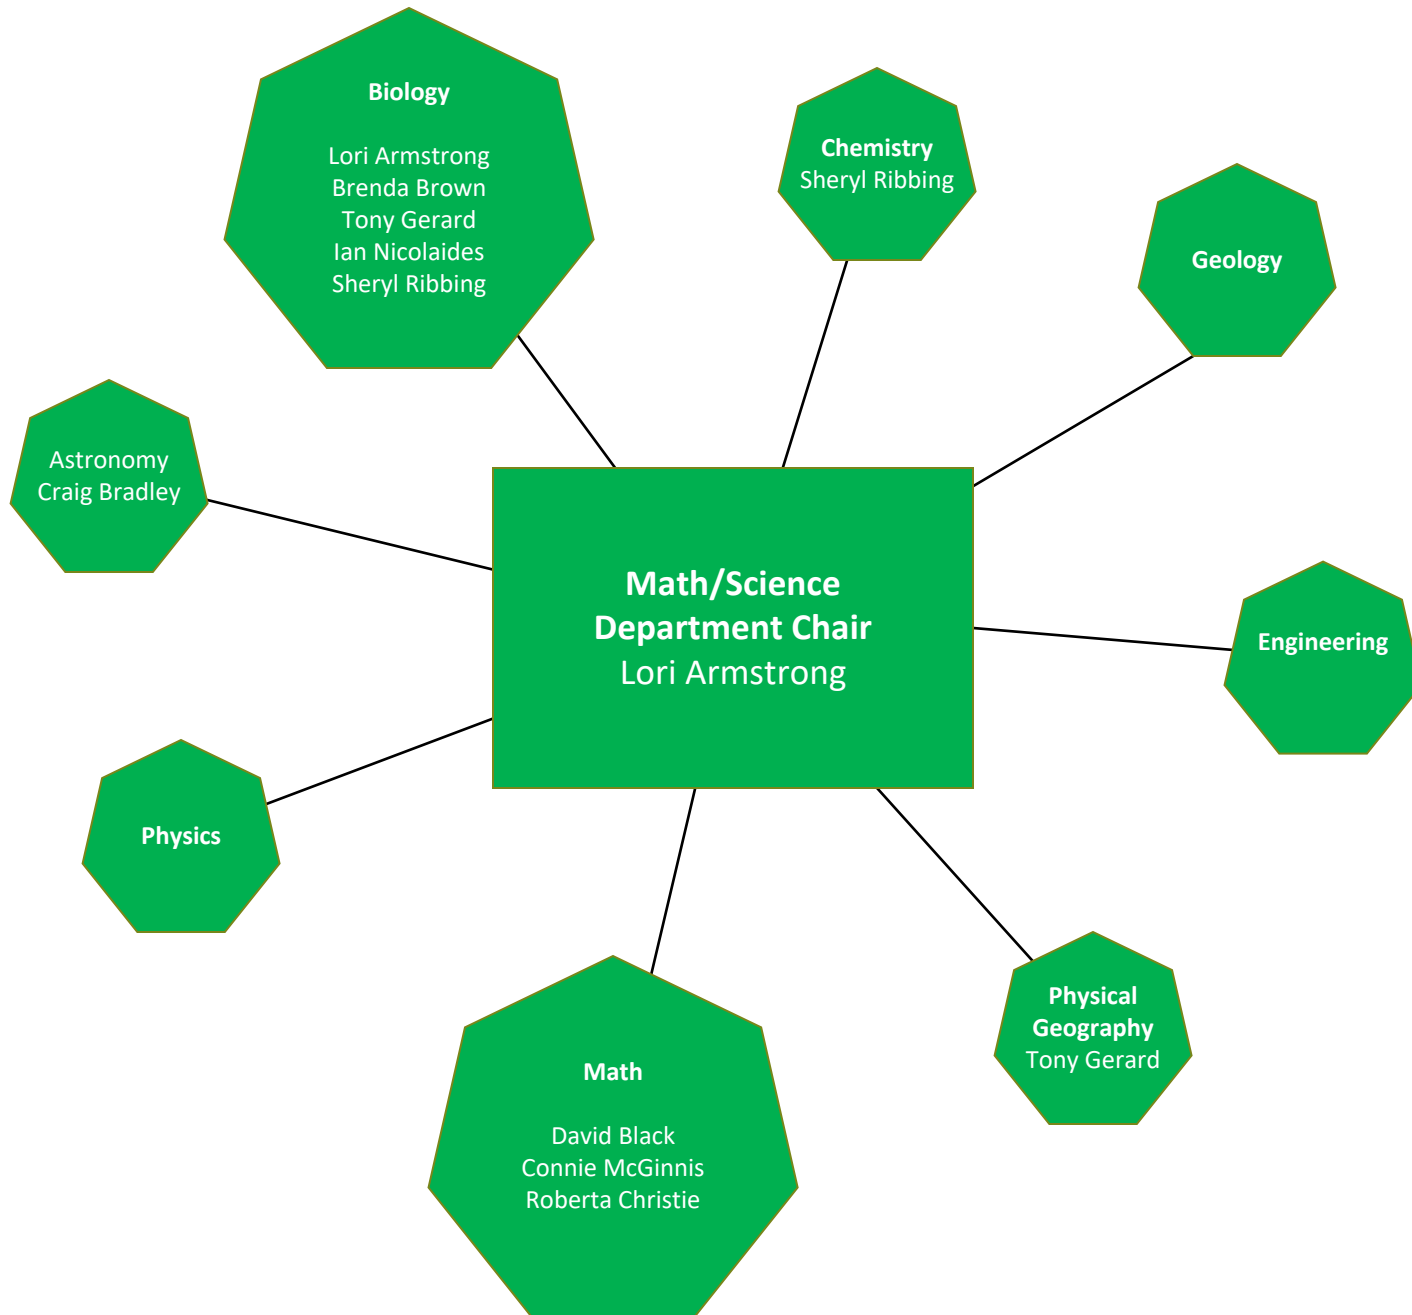 Biology
Lori Armstrong
Brenda Brown
Tony Gerard
Ian Nicolaides
Sheryl Ribbing
Chemistry
Sheryl Ribbing
Geology
Astronomy
Craig Bradley
Math/Science
Department Chair
Lori Armstrong
Engineering
Physics
Physical
Geography
Tony Gerard
Math
David Black
Connie McGinnis
Roberta Christie